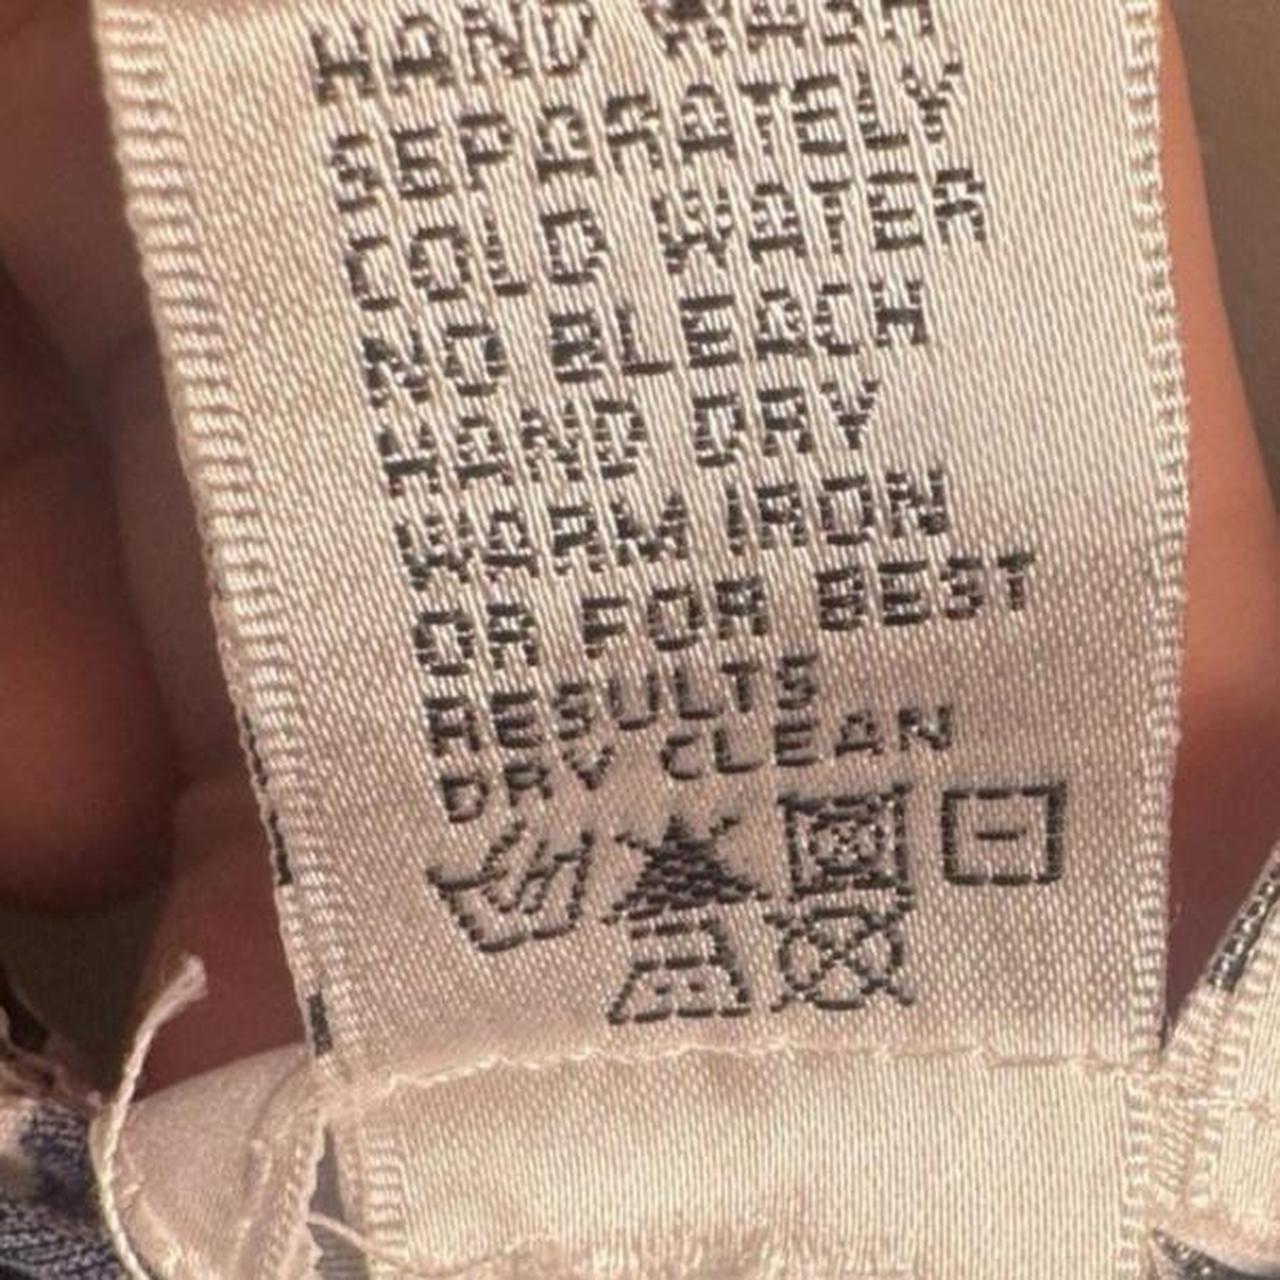 HAND WASH
SEPARATELY
COLD WATER
NO BLEACH
HAND DRY
WARM IRON
OR FOR BEST
RESULTS
DRY CLEAN